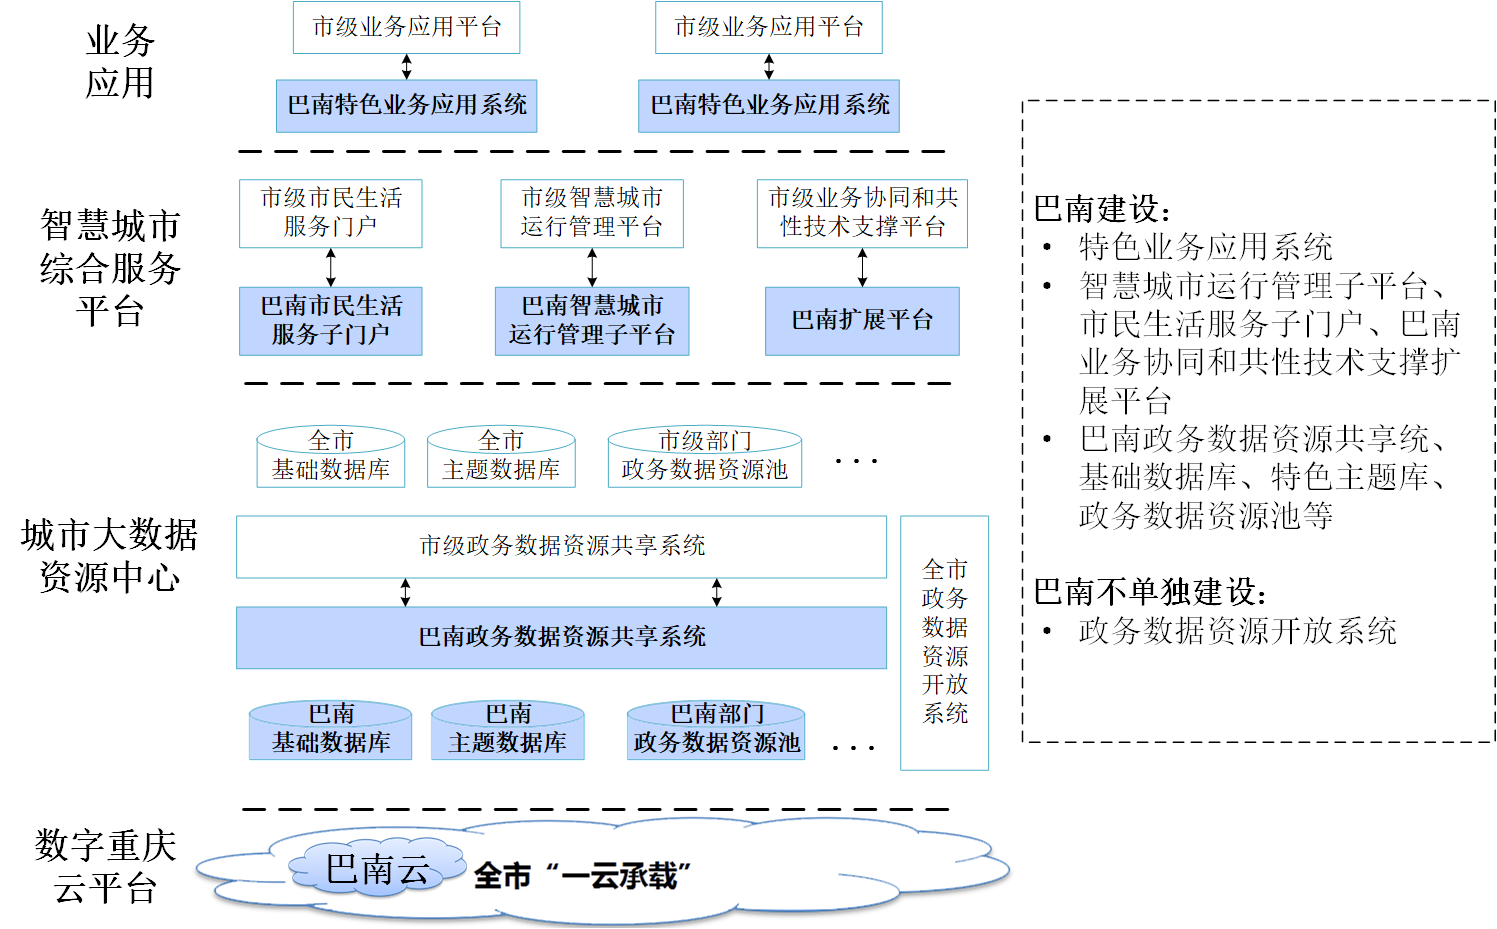 业务
应用
市级业务应用平台
市级业务应用平台
巴南特色业务应用系统
巴南特色业务应用系统
智慧城市
综合服务
平台
市级市民生活
服务门户
市级智慧城市
运行管理平台
市级业务协同和共
性技术支撑平台
巴南市民生活
服务子门户
巴南智慧城市
运行管理子平台
巴南扩展平台
城市大数据
资源中心
全市
基础数据库
全市
主题数据库
市级部门
政务数据资源池
···
市级政务数据资源共享系统
巴南政务数据资源共享系统
巴南
基础数据库
巴南
主题数据库
巴南部门
政务数据资源池
···
全市
政务
数据
资源
开放
系统
数字重庆
云平台
巴南云
全市“一云承载”
巴南建设：
• 特色业务应用系统
• 智慧城市运行管理子平台、
市民生活服务子门户、巴南
业务协同和共性技术支撑扩
展平台
• 巴南政务数据资源共享统、
基础数据库、特色主题库、
政务数据资源池等
巴南不单独建设：
• 政务数据资源开放系统